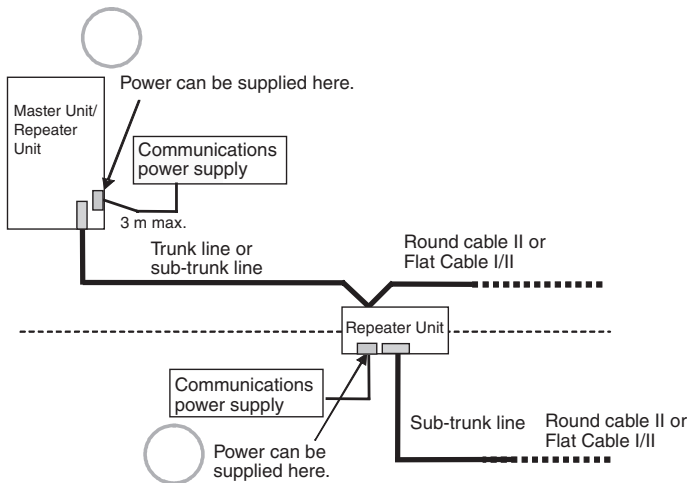 Power can be supplied here.
Master Unit/
Repeater
Unit
Communications
power supply
3 m max.
Trunk line or
sub-trunk line
Round cable II or
Flat Cable I/II
Repeater Unit
Communications
power supply
Sub-trunk line
Round cable II or
Flat Cable I/II
Power can be
supplied here.